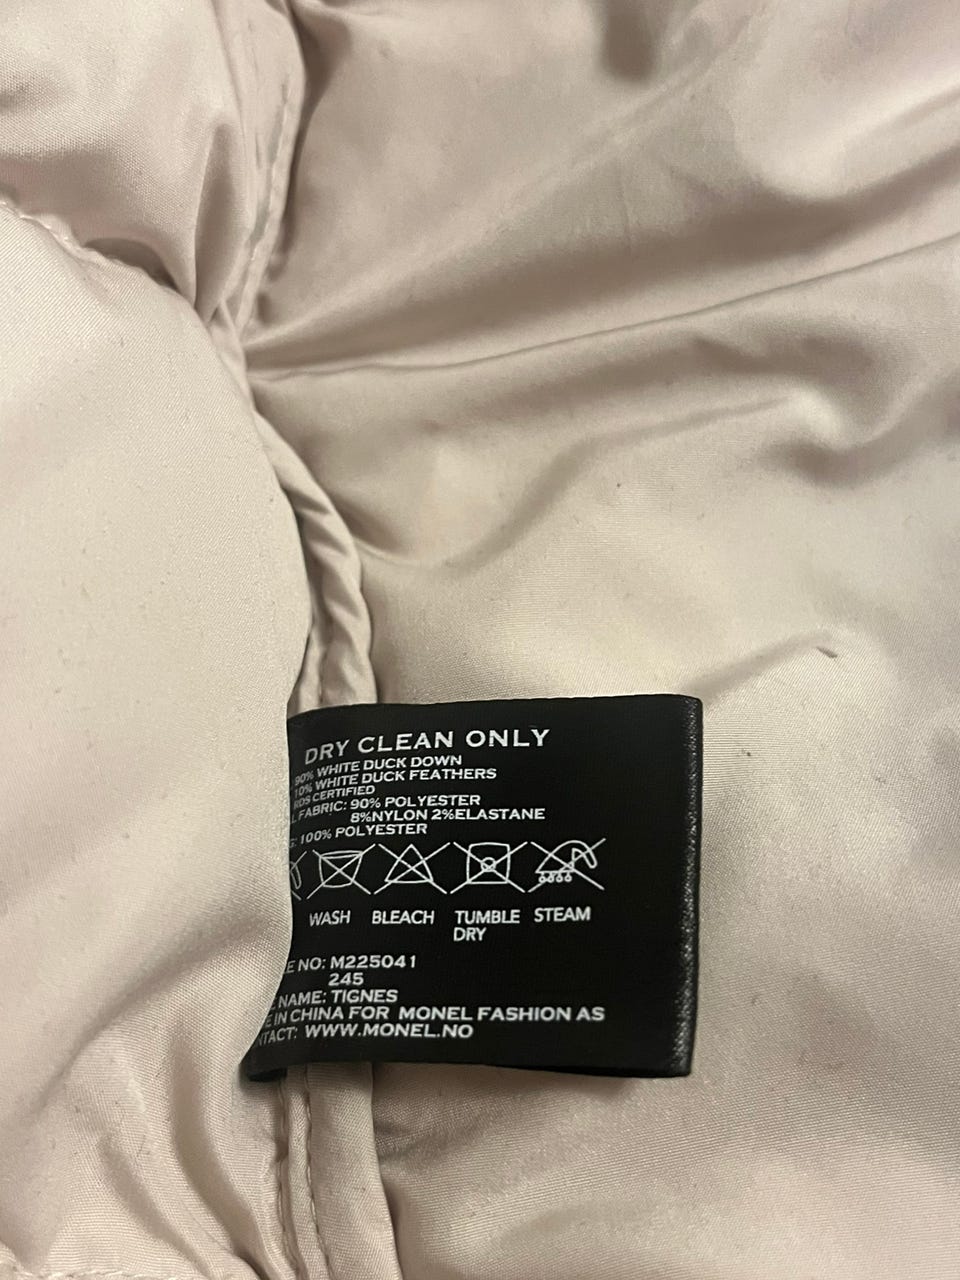 DRY CLEAN ONLY
90% WHITE DUCK DOWN
10% WHITE DUCK FEATHERS
RDS CERTIFIED
FABRIC: 90% POLYESTER
8%NYLON 2%ELASTANE
100% POLYESTER
WASH BLEACH TUMBLE DRY STEAM
NO: M225041
245
NAME: TIGNES
IN CHINA FOR MONEL FASHION AS
WWW.MONEL.NO